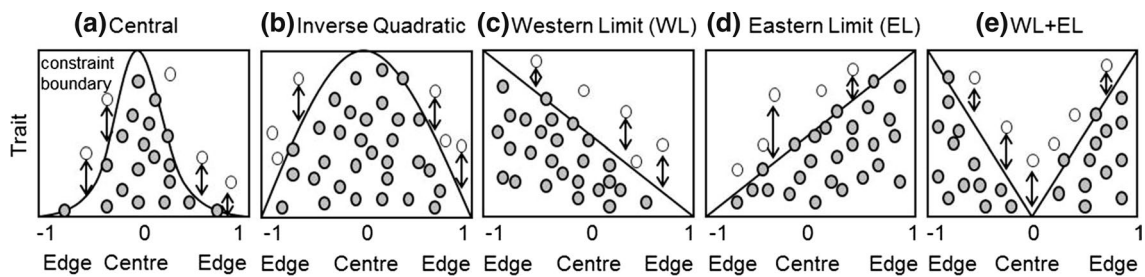 (a) Central
(b) Inverse Quadratic
(c) Western Limit (WL)
(d) Eastern Limit (EL)
(e) WL+EL
constraint
boundary
Trait
-1 0 1 -1 0 1 -1 0 1 -1 0 1 -1 0 1
Edge Centre Edge Edge Centre Edge Edge Centre Edge Edge Centre Edge Edge Centre Edge